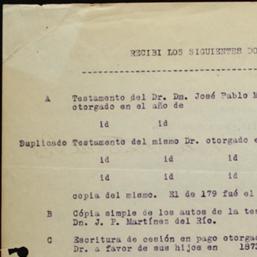 RECIBI LOS SIGUIENTES DO
A Testamento del Dr. Dn. José Pablo M
otorgado en el año de
id id
Duplicado Testamento del mismo Dr. otorgado e
id id id
id id id
copia del mismo. El de 179 fué el
B Cópia simple de los autos de la tes
Dn. J. P. Martínez del Río.
C Escritura de cesión en pago otorga
Dr. a favor de sus hijos en 187